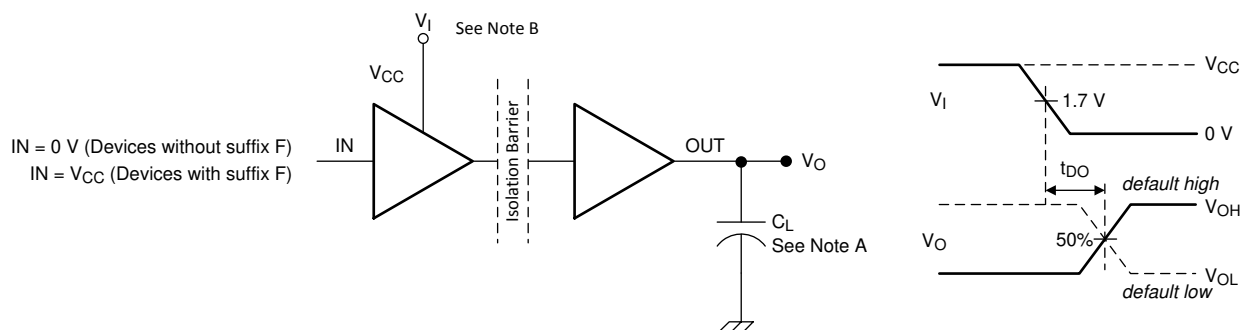 V_I
See Note B
V_CC
IN = 0 V (Devices without suffix F)
IN = V_CC (Devices with suffix F)
IN
Isolation Barrier
OUT
V_O
C_L
See Note A
V_I
V_CC
1.7 V
0 V
t_DO
default high
V_OH
V_O
50%
V_OL
default low